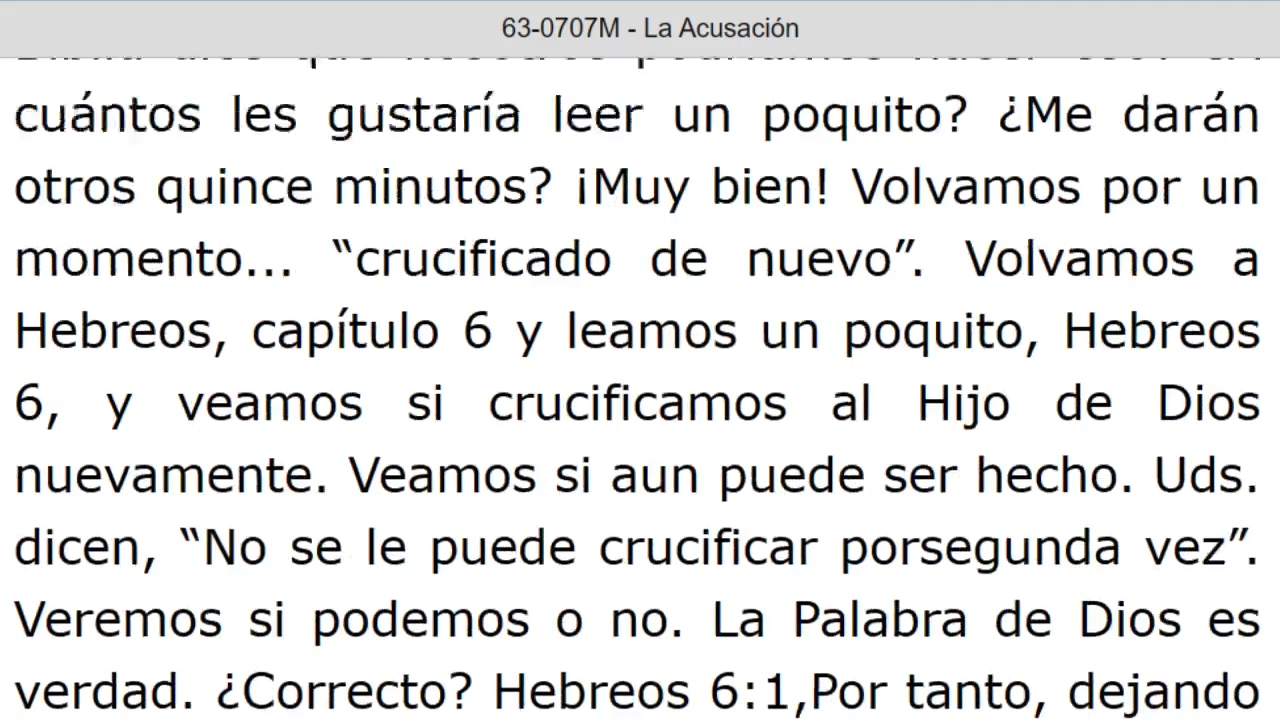 63-0707M - La Acusación
cuántos les gustaría leer un poquito? ¿Me darán
otros quince minutos? ¡Muy bien! Volvamos por un
momento... “crucificado de nuevo”. Volvamos a
Hebreos, capítulo 6 y leamos un poquito, Hebreos
6, y veamos si crucificamos al Hijo de Dios
nuevamente. Veamos si aun puede ser hecho. Uds.
dicen, “No se le puede crucificar porsegunda vez”.
Veremos si podemos o no. La Palabra de Dios es
verdad. ¿Correcto? Hebreos 6:1,Por tanto, dejando